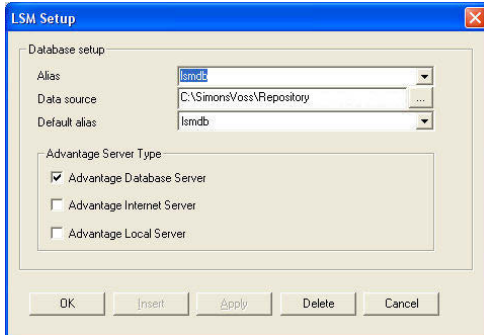 LSM Setup
Database setup
Alias
lsmdb
Data source
C:\SimonsVoss\Repository
...
Default alias
lsmdb
Advantage Server Type
Advantage Database Server
Advantage Internet Server
Advantage Local Server
OK
Insert
Apply
Delete
Cancel